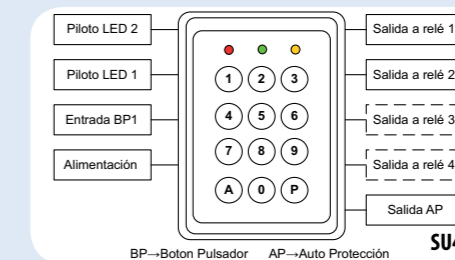 Piloto LED 2
Piloto LED 1
Entrada BP1
Alimentación
1 2 3
4 5 6
7 8 9
A 0 P
Salida a relé 1
Salida a relé 2
Salida a relé 3
Salida a relé 4
Salida AP
BP→Boton Pulsador AP→Auto Protección